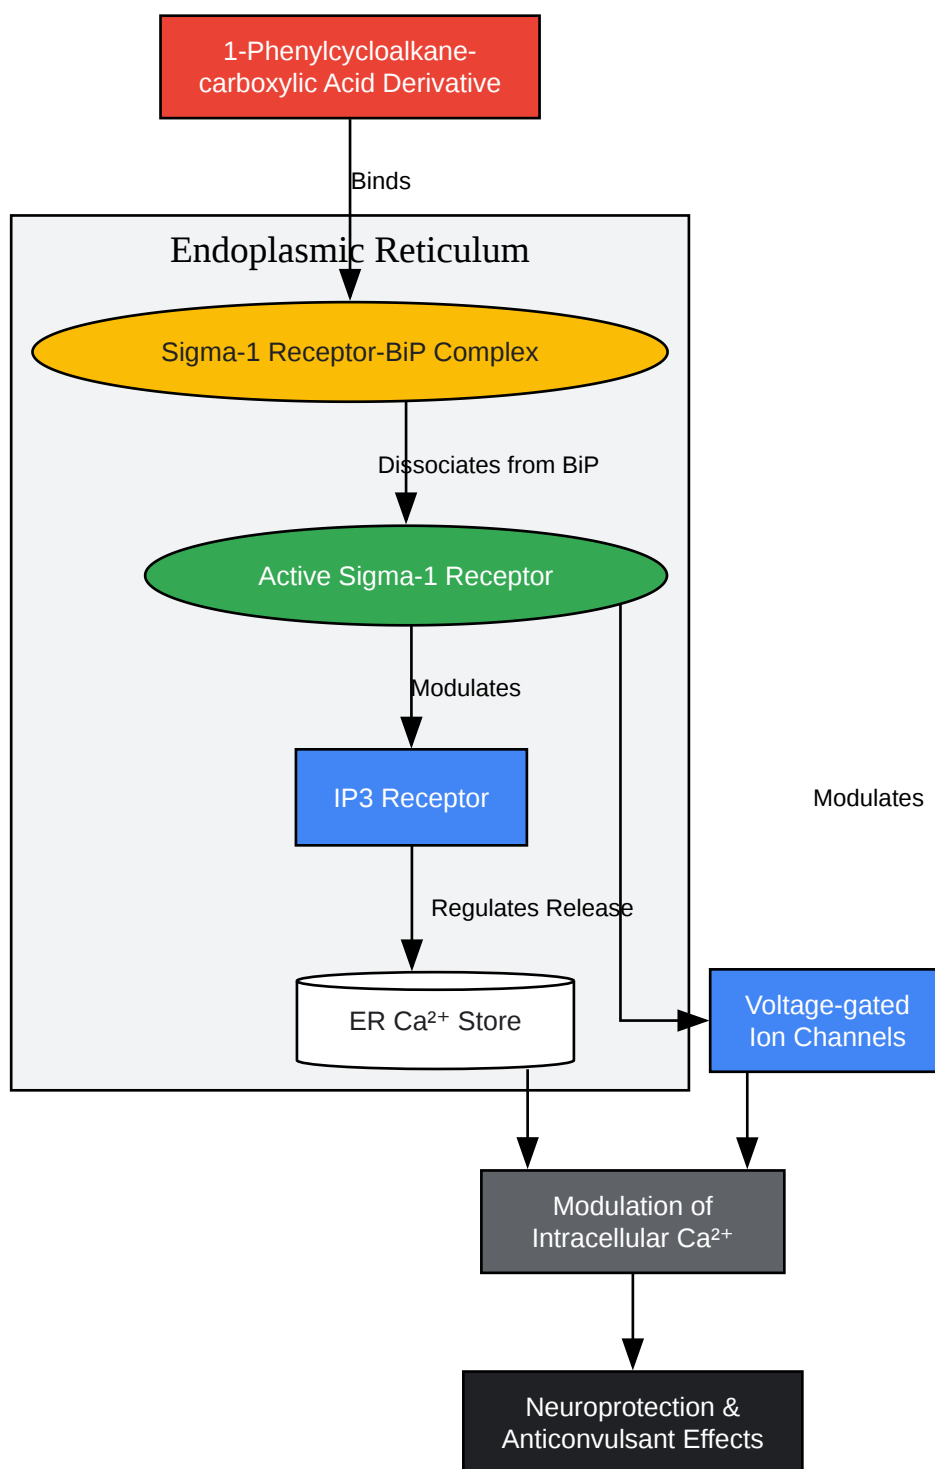 1-Phenylcycloalkane-
carboxylic Acid Derivative
Binds
Endoplasmic Reticulum
Sigma-1 Receptor-BiP Complex
Dissociates from BiP
Active Sigma-1 Receptor
Modulates
IP3 Receptor
Modulates
Regulates Release
ER Ca²⁺ Store
Voltage-gated
Ion Channels
Modulation of
Intracellular Ca²⁺
Neuroprotection &
Anticonvulsant Effects